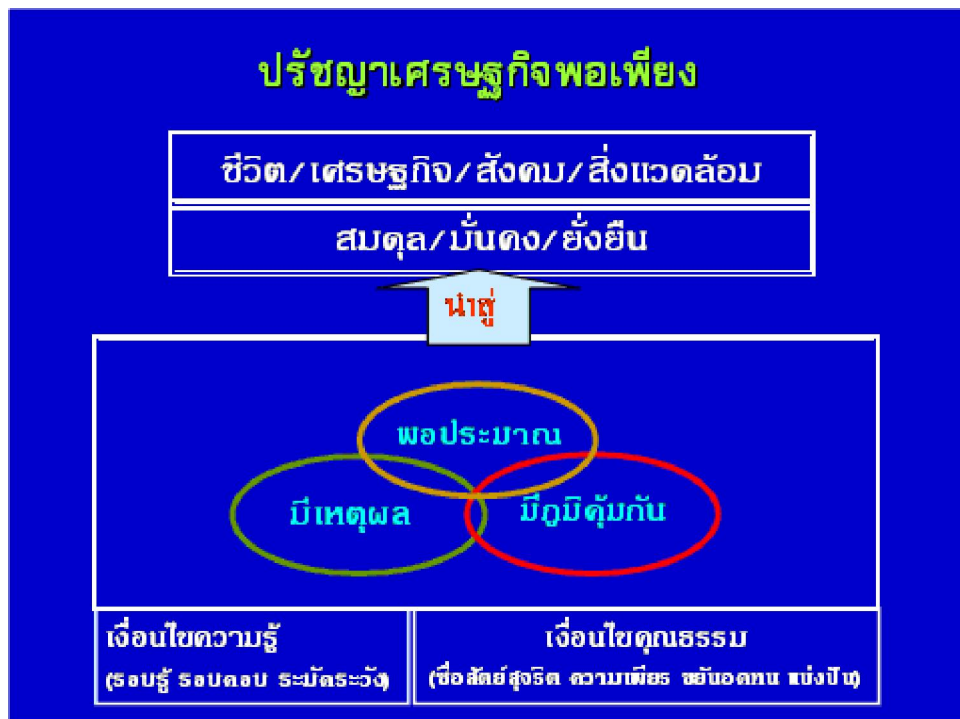 ปรัชญาเศรษฐกิจพอเพียง
ชีวิต/เศรษฐกิจ/สังคม/สิ่งแวดล้อม
สมดุล/มั่นคง/ยั่งยืน
นำสู่
พอประมาณ
มีเหตุผล
มีภูมิคุ้มกัน
เงื่อนไขความรู้
(รอบรู้ รอบคอบ ระมัดระวัง)
เงื่อนไขคุณธรรม
(ซื่อสัตย์สุจริต ความเพียร ขยันอดทน แบ่งปัน)